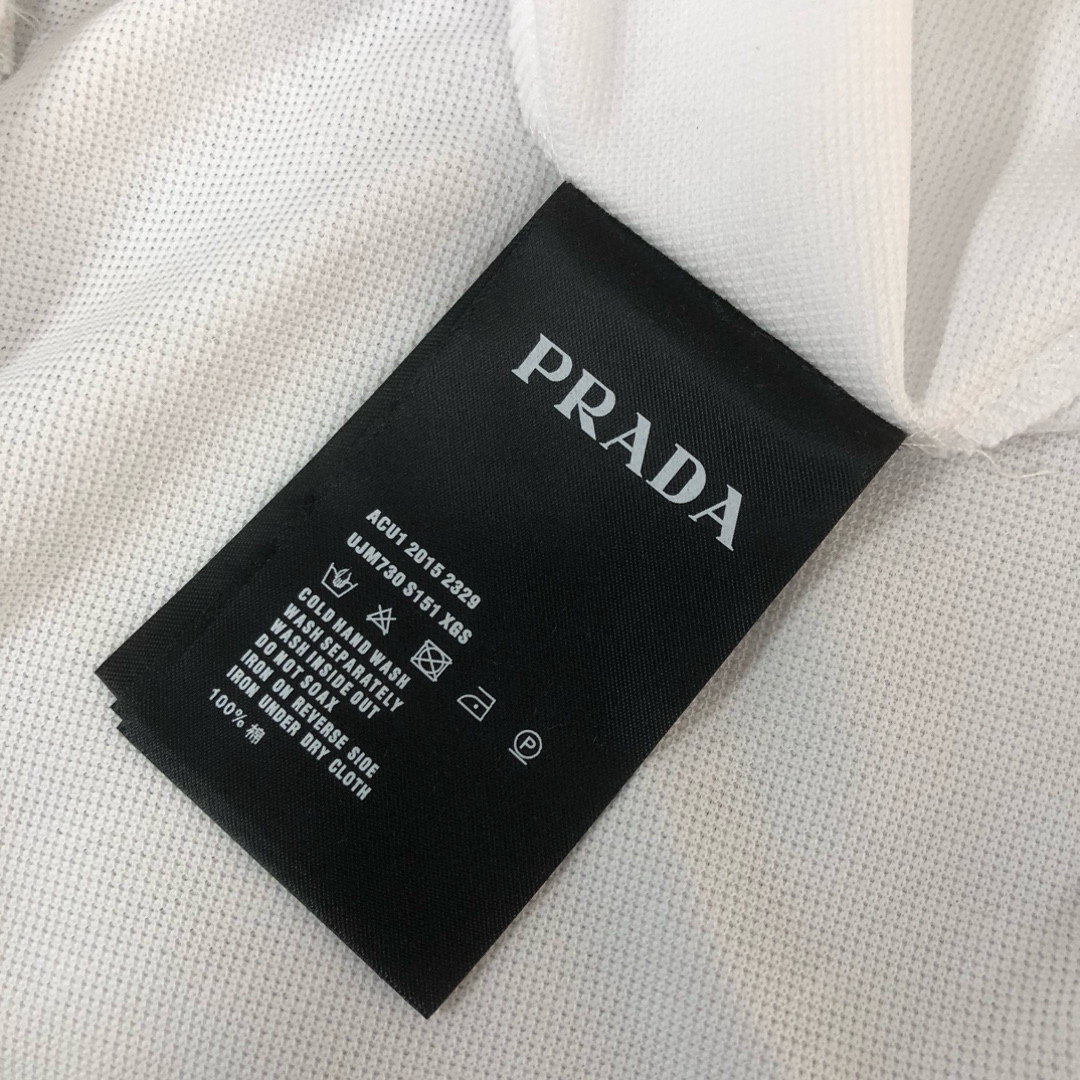 PRADA
ACU1 2015 2329
UJM730 S151 XGS
P
COLD HAND WASH
WASH SEPARATELY
WASH INSIDE OUT
DO NOT SOAX
IRON ON REVERSE SIDE
IRON UNDER DRY CLOTH
100% 棉